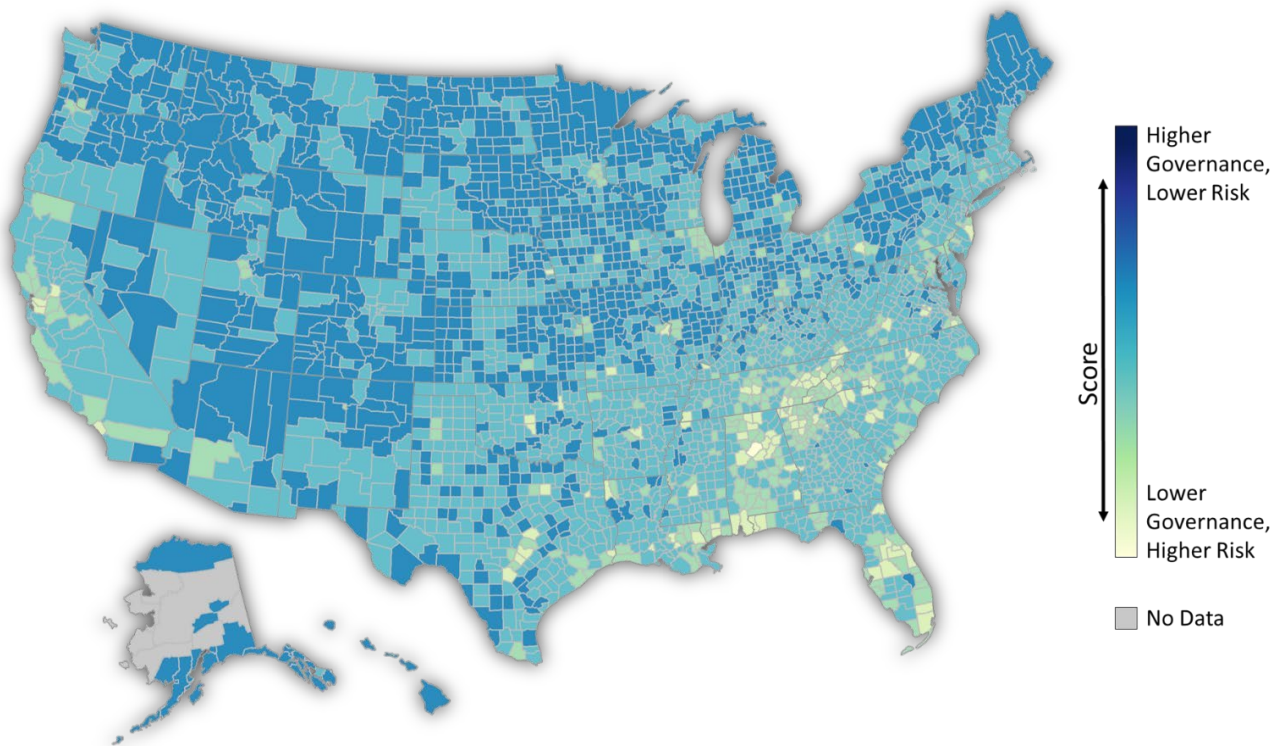 Higher
Governance,
Lower Risk
Score
Lower
Governance,
Higher Risk
No Data